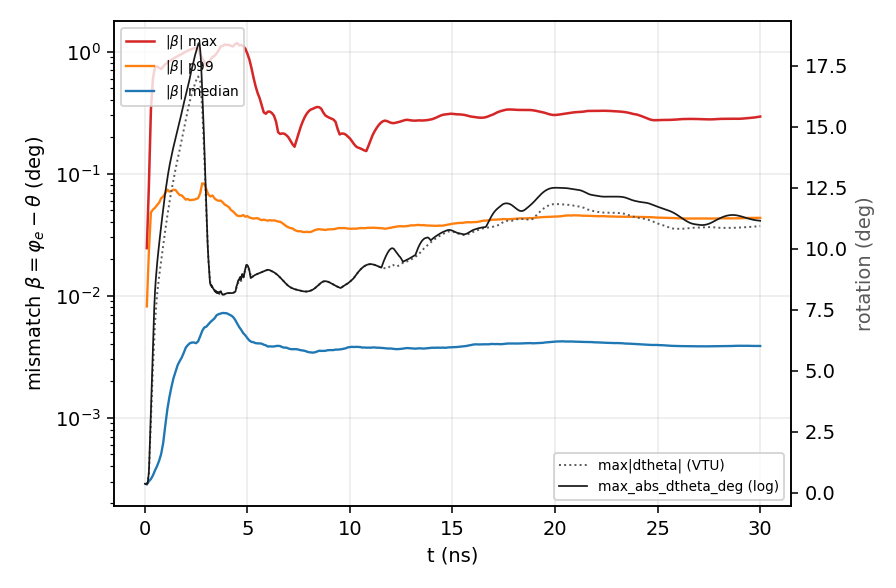 |β| max
|β| p99
|β| median
10⁰
10⁻¹
10⁻²
10⁻³
mismatch β = φₑ − θ (deg)
17.5
15.0
12.5
10.0
7.5
5.0
2.5
0.0
rotation (deg)
max|dtheta| (VTU)
max_abs_dtheta_deg (log)
0 5 10 15 20 25 30
t (ns)